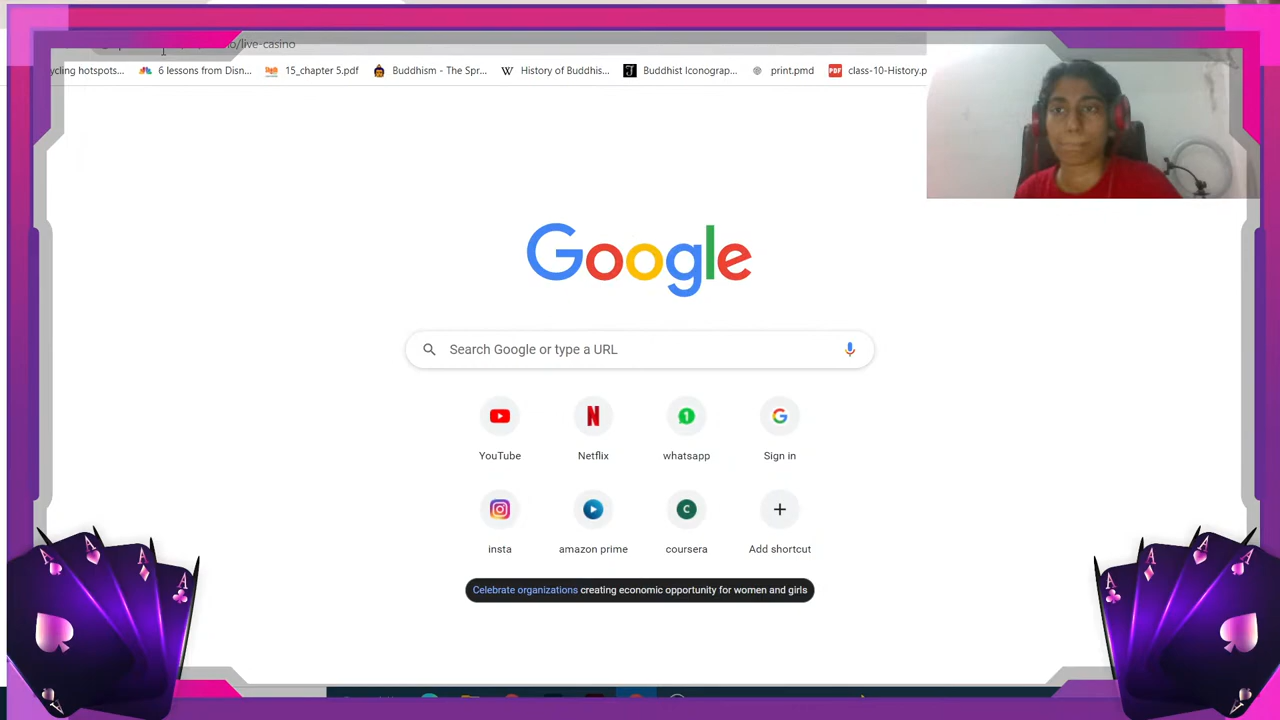 /live-casino
ycling hotspots... 6 lessons from Disn... 15_chapter 5.pdf Buddhism - The Spr... History of Buddhis... Buddhist Iconograp... print.pmd class-10-History.p
Google
Search Google or type a URL
YouTube Netflix whatsapp Sign in
insta amazon prime coursera Add shortcut
Celebrate organizations creating economic opportunity for women and girls